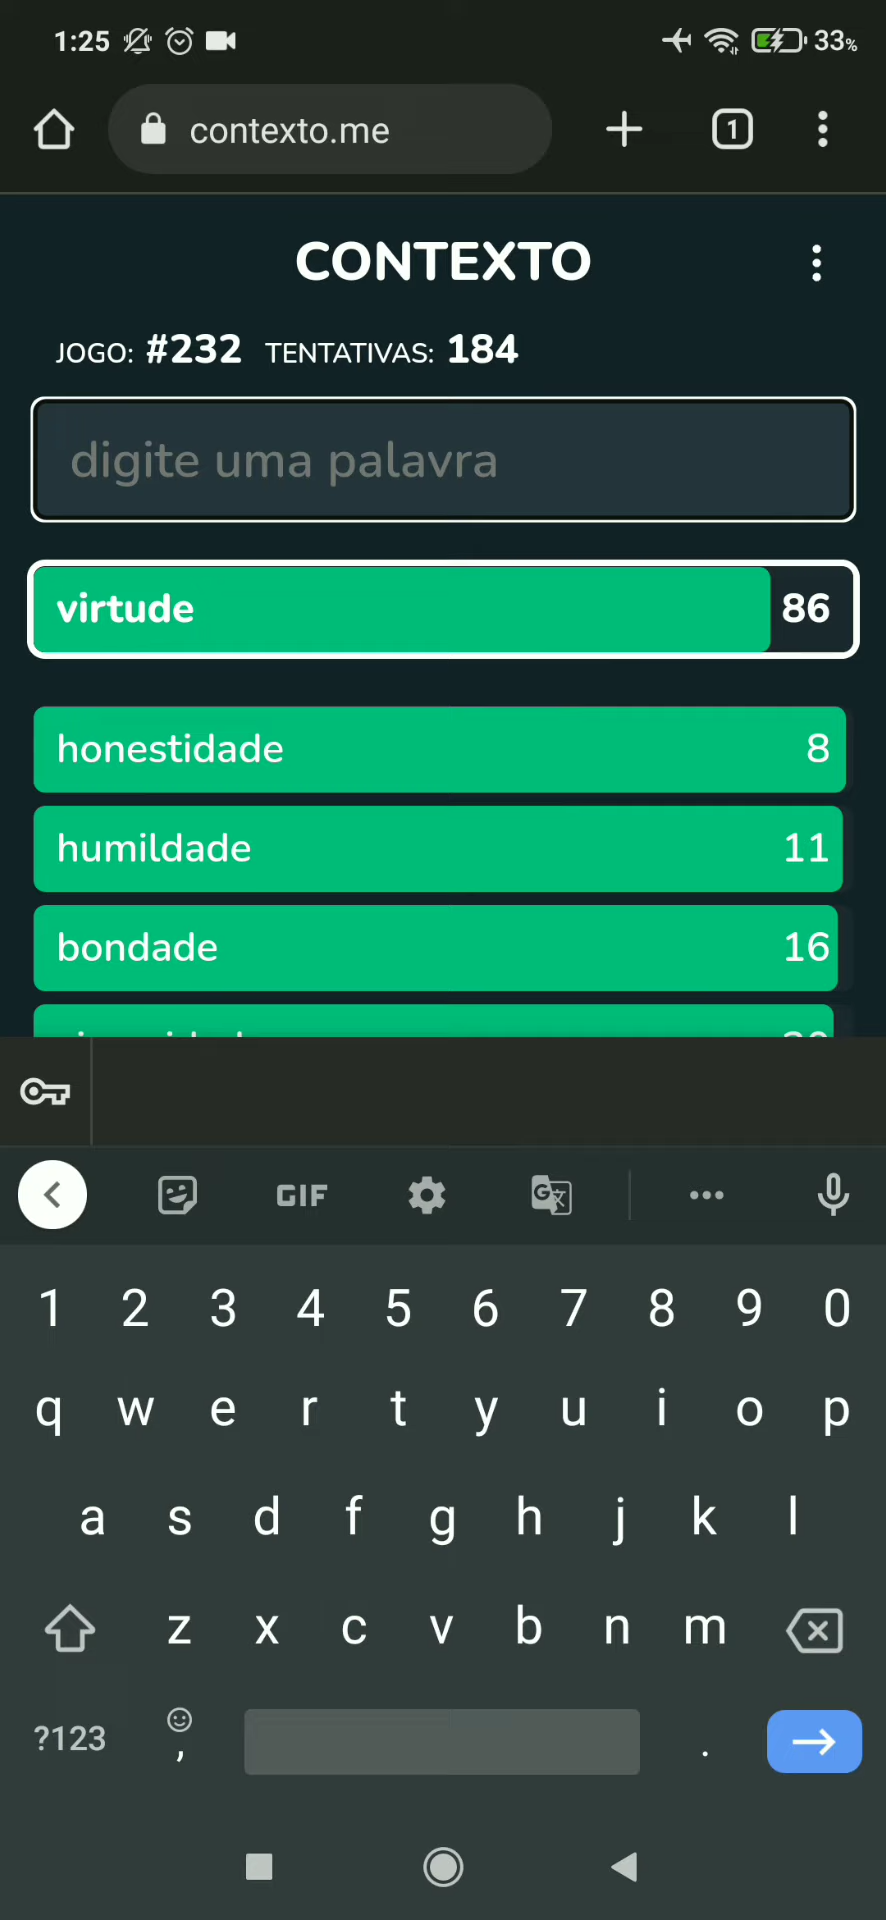 1:25 33%
contexto.me 1
CONTEXTO
JOGO: #232 TENTATIVAS: 184
digite uma palavra
virtude 86
honestidade 8
humildade 11
bondade 16
GIF G
1 2 3 4 5 6 7 8 9 0
q w e r t y u i o p
a s d f g h j k l
z x c v b n m
?123 , .